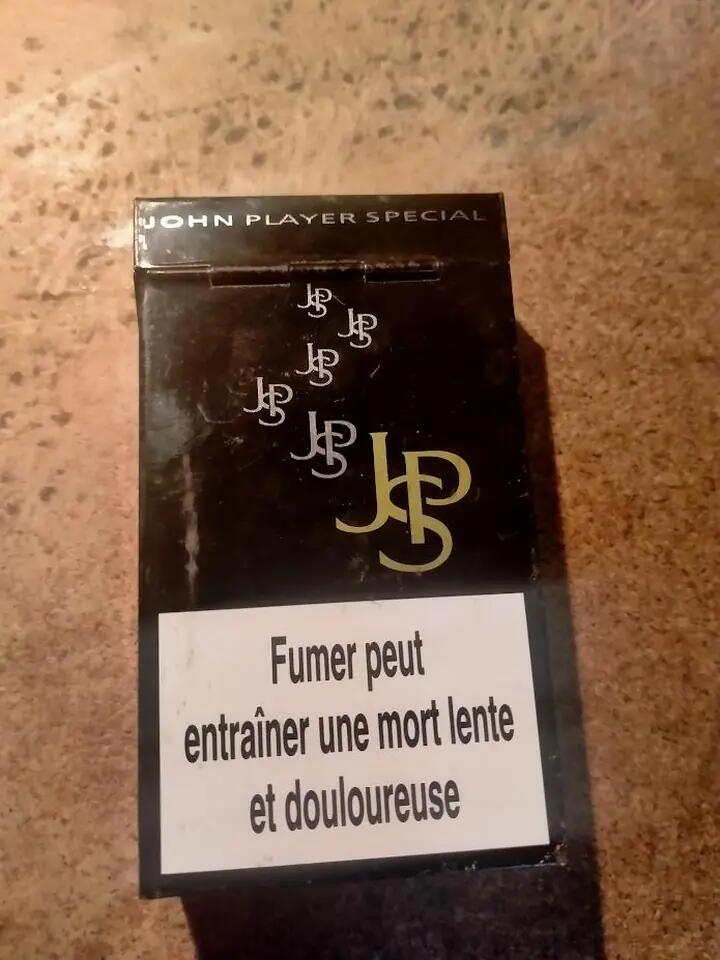 JOHN PLAYER SPECIAL
JPS
JPS
JPS
JPS
JPS
JPS
Fumer peut
entraîner une mort lente
et douloureuse